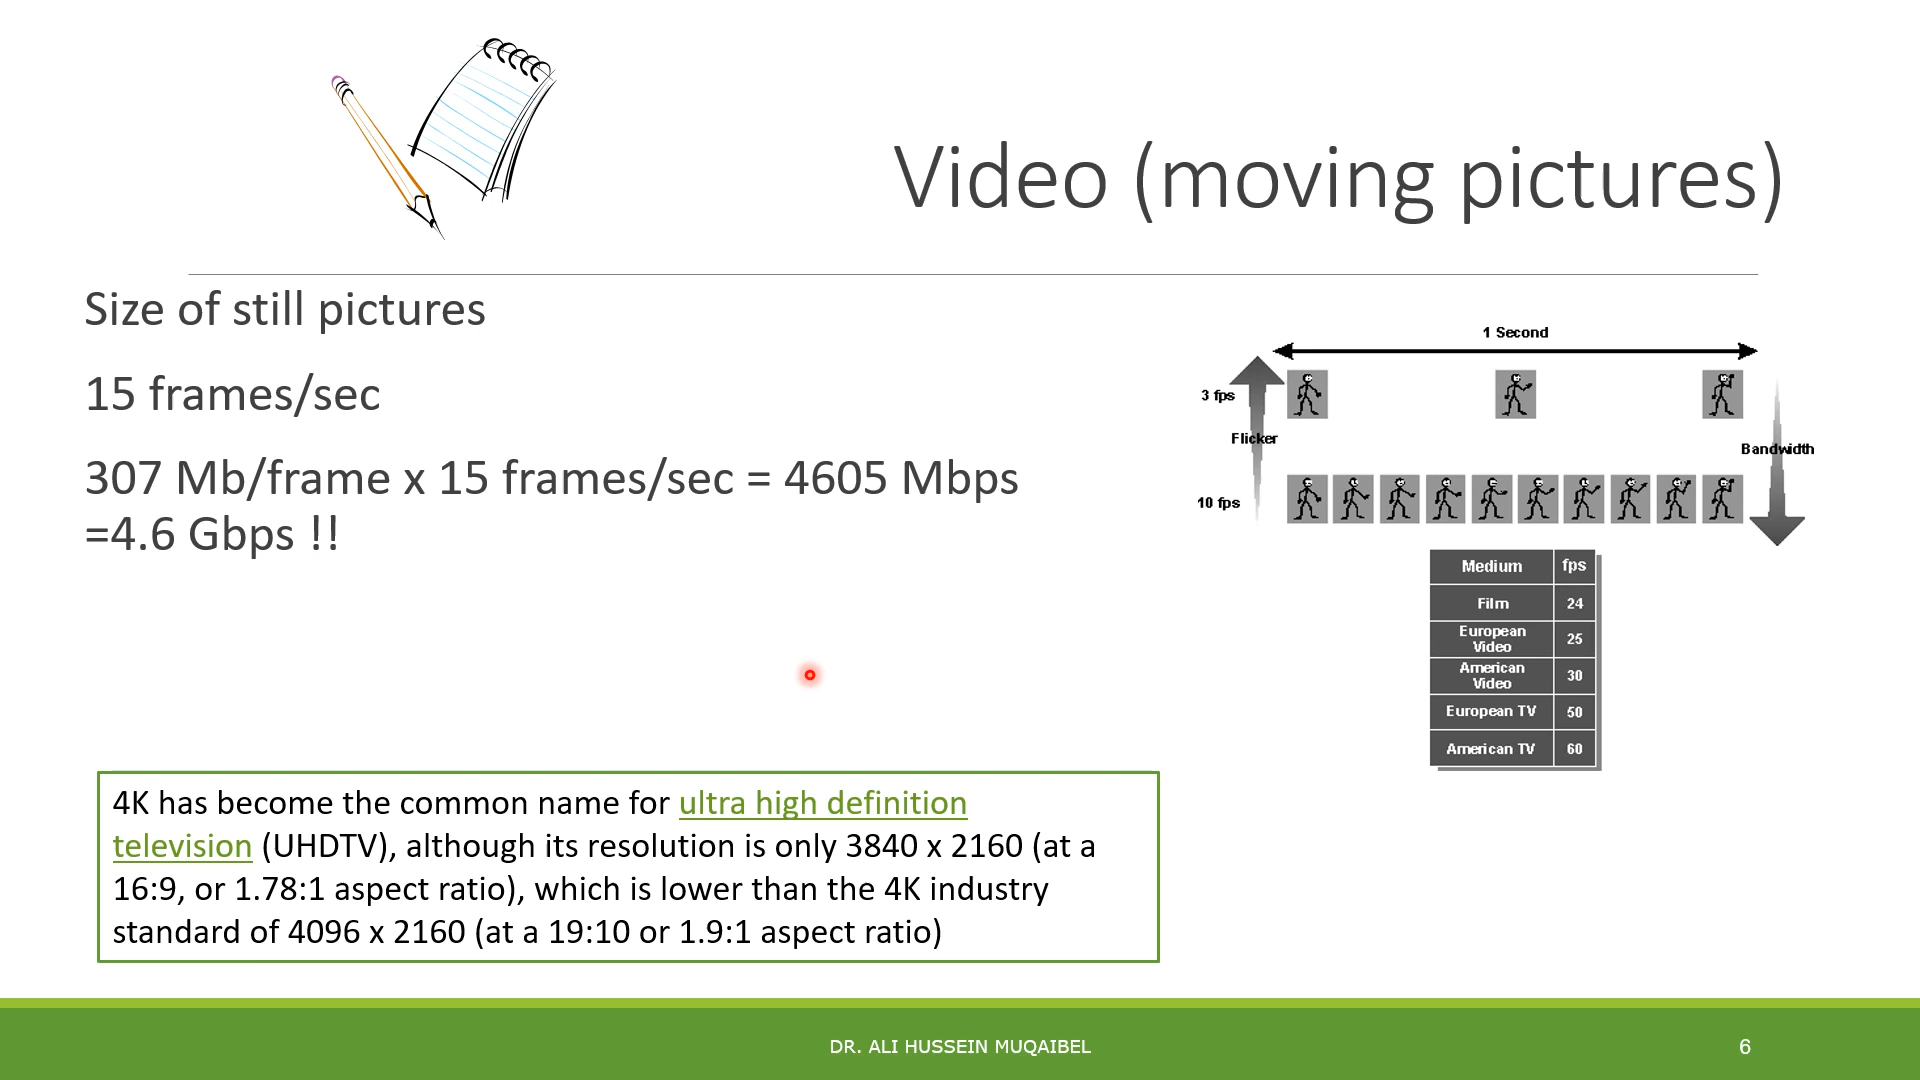 Video (moving pictures)
Size of still pictures
15 frames/sec
307 Mb/frame x 15 frames/sec = 4605 Mbps
=4.6 Gbps !!
1 Second
3 fps
Flicker
Bandwidth
10 fps
Medium fps
Film 24
European
Video 25
American
Video 30
European TV 50
American TV 60
4K has become the common name for ultra high definition
television (UHDTV), although its resolution is only 3840 x 2160 (at a
16:9, or 1.78:1 aspect ratio), which is lower than the 4K industry
standard of 4096 x 2160 (at a 19:10 or 1.9:1 aspect ratio)
DR. ALI HUSSEIN MUQAIBEL
6